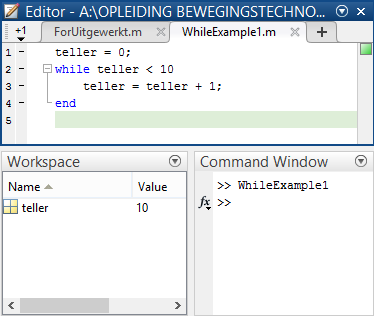 Editor - A:\OPLEIDING BEWEGINGSTECHNO...
+1 ForUitgewerkt.m WhileExample1.m
1 teller = 0;
2 while teller < 10
3 teller = teller + 1;
4 end
5
Workspace
Name Value
teller 10
Command Window
>> WhileExample1
fx >>